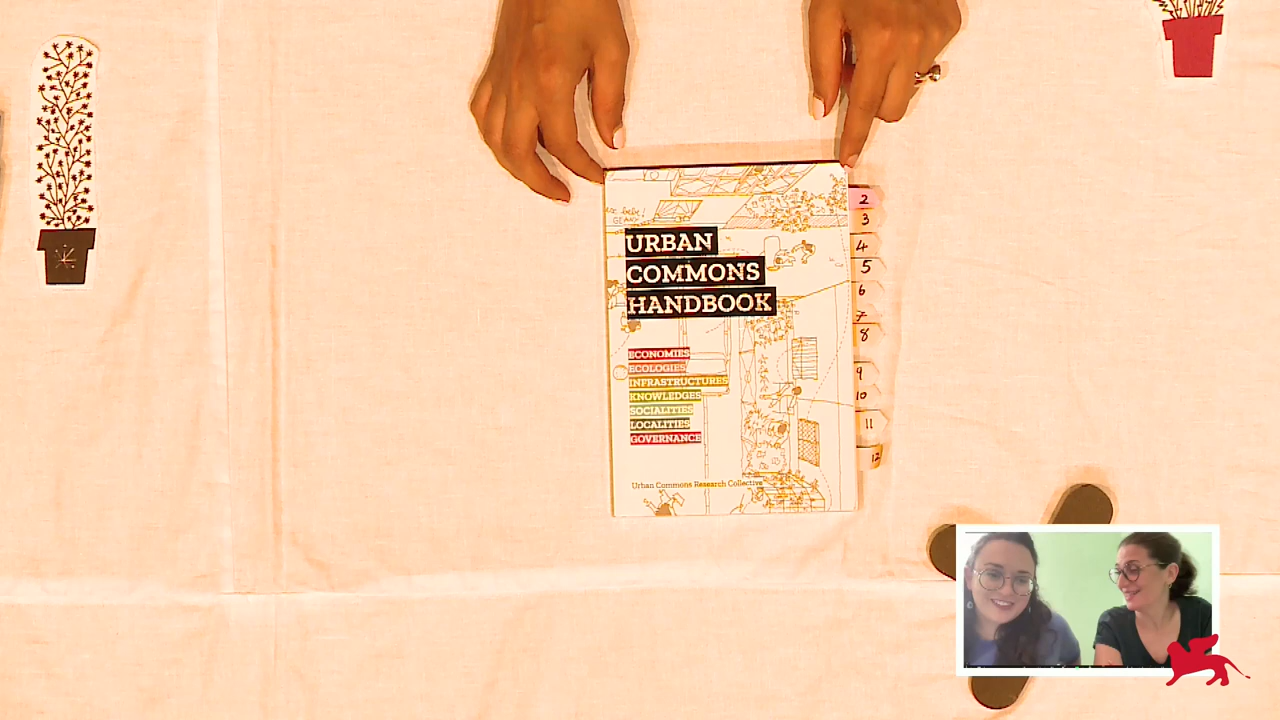 URBAN
COMMONS
HANDBOOK
ECONOMIES
ECOLOGIES
INFRASTRUCTURES
KNOWLEDGES
SOCIALITIES
LOCALITIES
GOVERNANCE
Urban Commons Research Collective
2
3
4
5
6
7
8
9
10
11
12